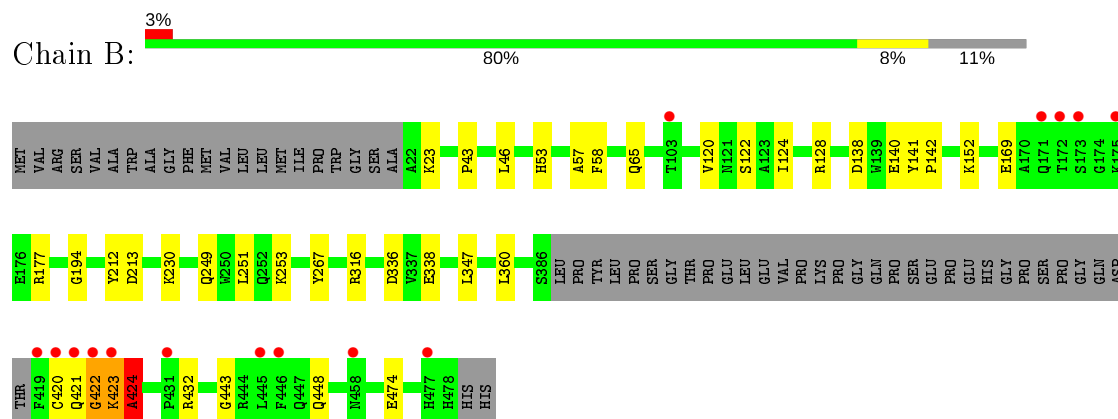 3%
Chain B:
80% 8% 11%
MET VAL ARG SER VAL ALA TRP ALA GLY PHE MET VAL LEU LEU MET ILE PRO TRP GLY SER ALA A22 K23 P43 L46 H53 A57 F58 Q65 T103 V120 N121 S122 A123 I124 R128 D138 W139 E140 Y141 P142 K152 E169 A170 Q171 T172 S173 G174 K175
E176 R177 G194 Y212 D213 K230 Q249 W250 L251 Q252 K253 Y267 R316 D336 V337 E338 L347 L360 S386 LEU PRO TYR LEU PRO SER GLY THR PRO GLU LEU GLU VAL PRO LYS PRO GLY GLN PRO SER GLU PRO GLU HIS GLY PRO SER PRO GLY GLN ASP
THR F419 C420 Q421 G422 K423 A424 P431 R432 G443 R444 L445 F446 Q447 Q448 N458 E474 H477 H478 HIS HIS